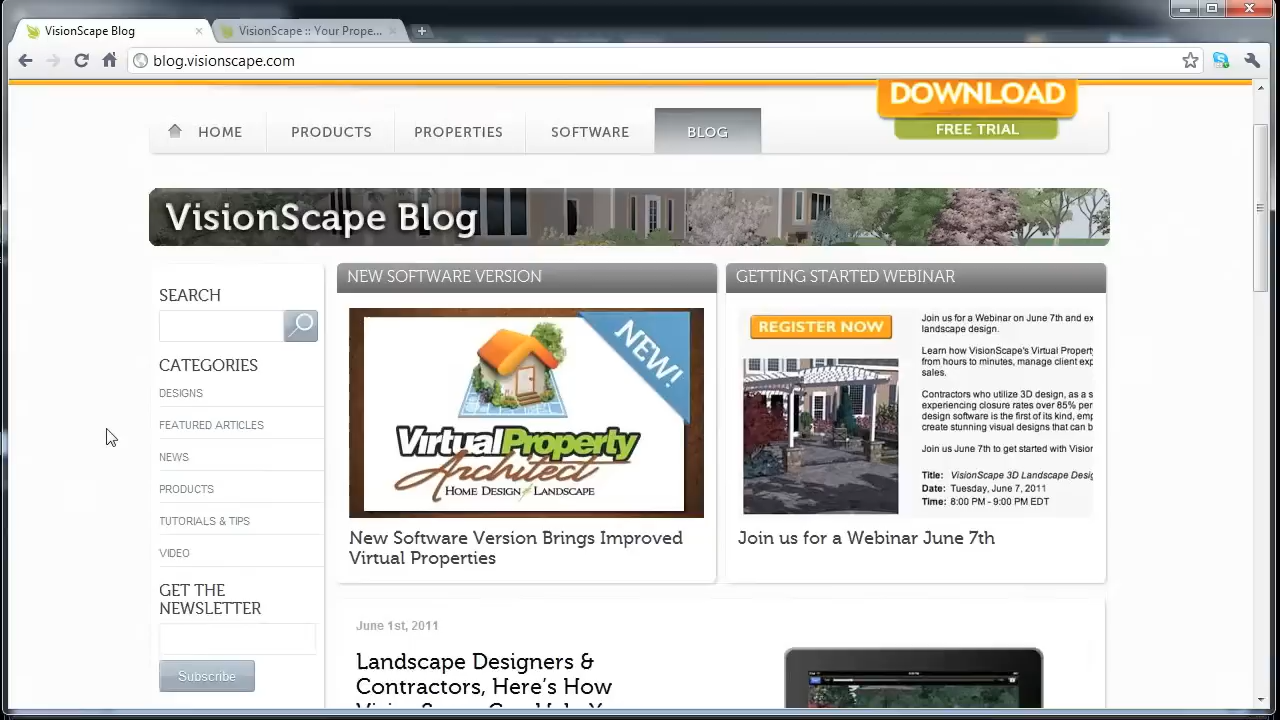 VisionScape Blog
VisionScape :: Your Prope...
blog.visionscape.com
DOWNLOAD
FREE TRIAL
HOME
PRODUCTS
PROPERTIES
SOFTWARE
BLOG
VisionScape Blog
SEARCH
CATEGORIES
DESIGNS
FEATURED ARTICLES
NEWS
PRODUCTS
TUTORIALS & TIPS
VIDEO
GET THE
NEWSLETTER
Subscribe
NEW SOFTWARE VERSION
NEW!
VirtualProperty
Architect
HOME DESIGN & LANDSCAPE
New Software Version Brings Improved
Virtual Properties
GETTING STARTED WEBINAR
REGISTER NOW
Join us for a Webinar on June 7th and ex
landscape design.
Learn how VisionScape's Virtual Propert
from hours to minutes, manage client exp
sales.
Contractors who utilize 3D design, as a s
experiencing closure rates over 85% per
design software is the first of its kind, emp
create stunning visual designs that can b
Join us June 7th to get started with Vision
Title: VisionScape 3D Landscape Desig
Date: Tuesday, June 7, 2011
Time: 8:00 PM - 9:00 PM EDT
Join us for a Webinar June 7th
June 1st, 2011
Landscape Designers &
Contractors, Here's How